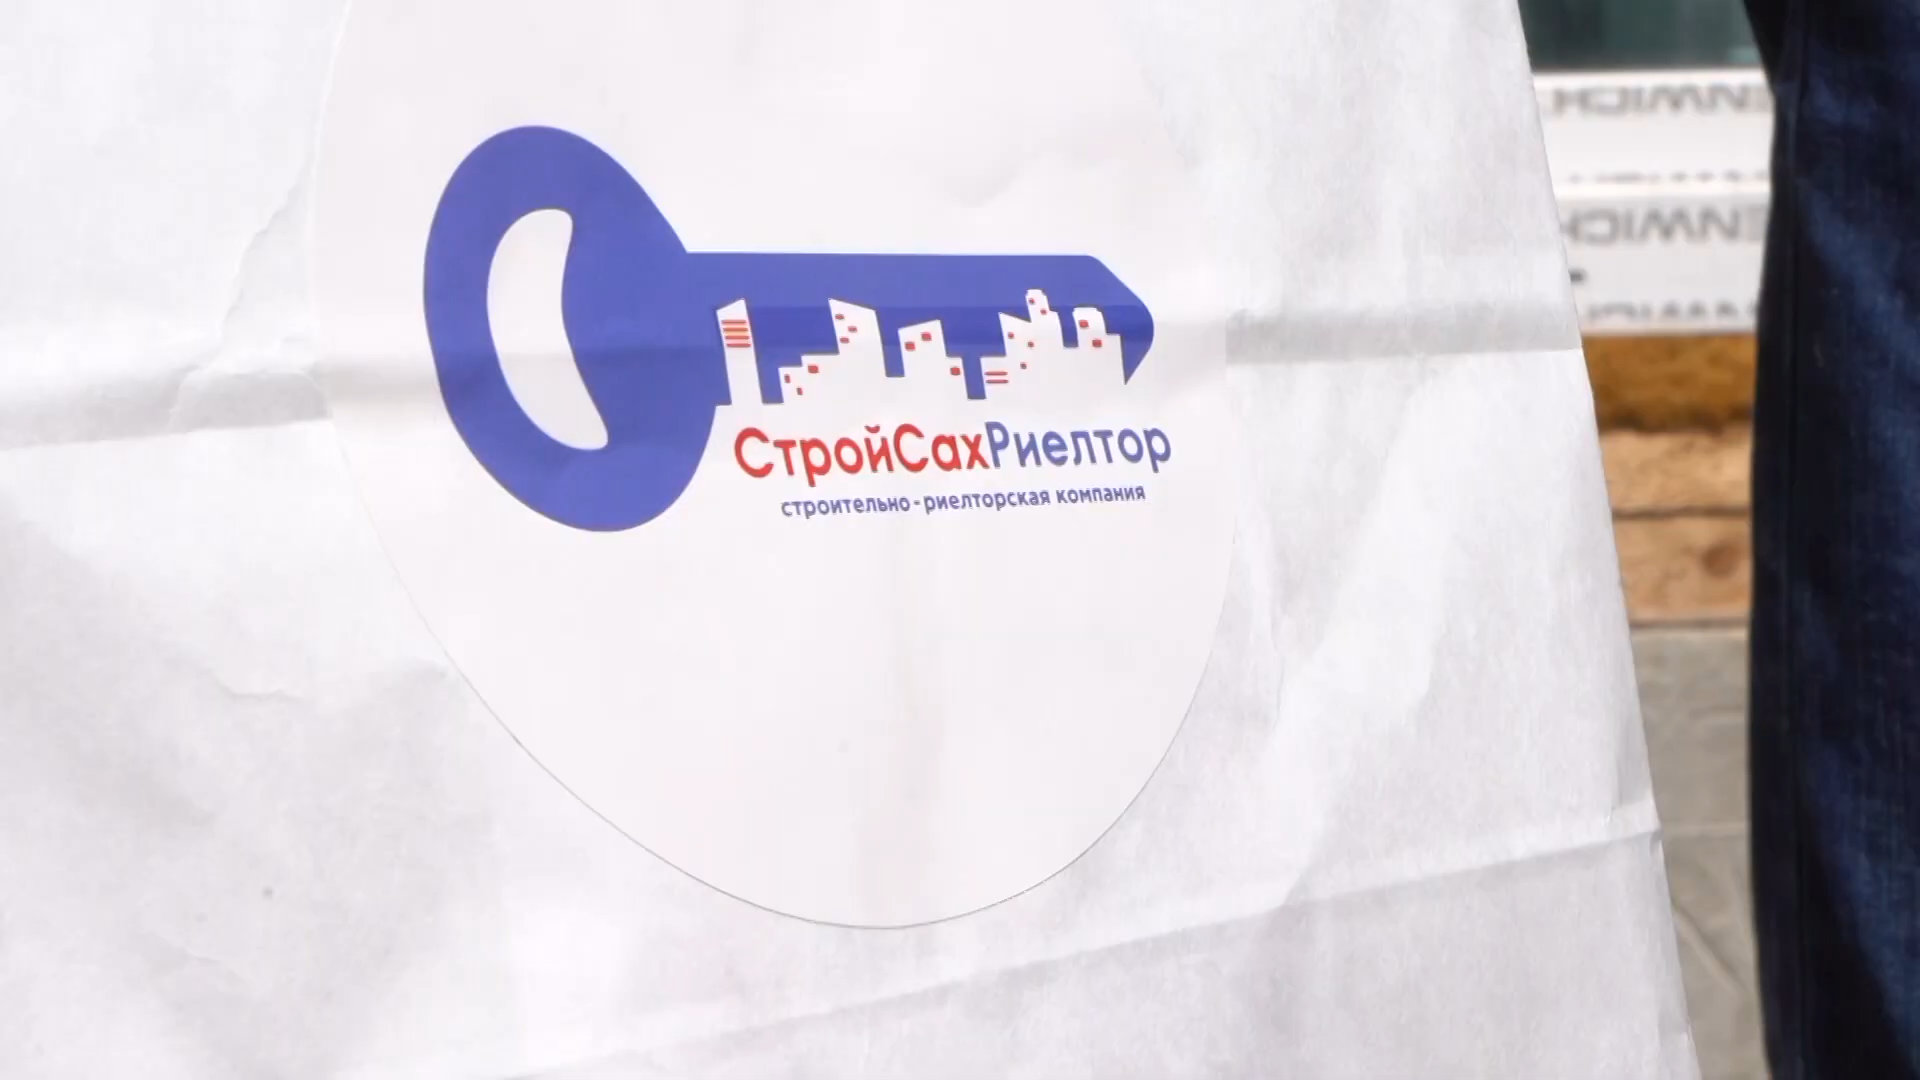 СтройСахРиелтор
строительно-риелторская компания